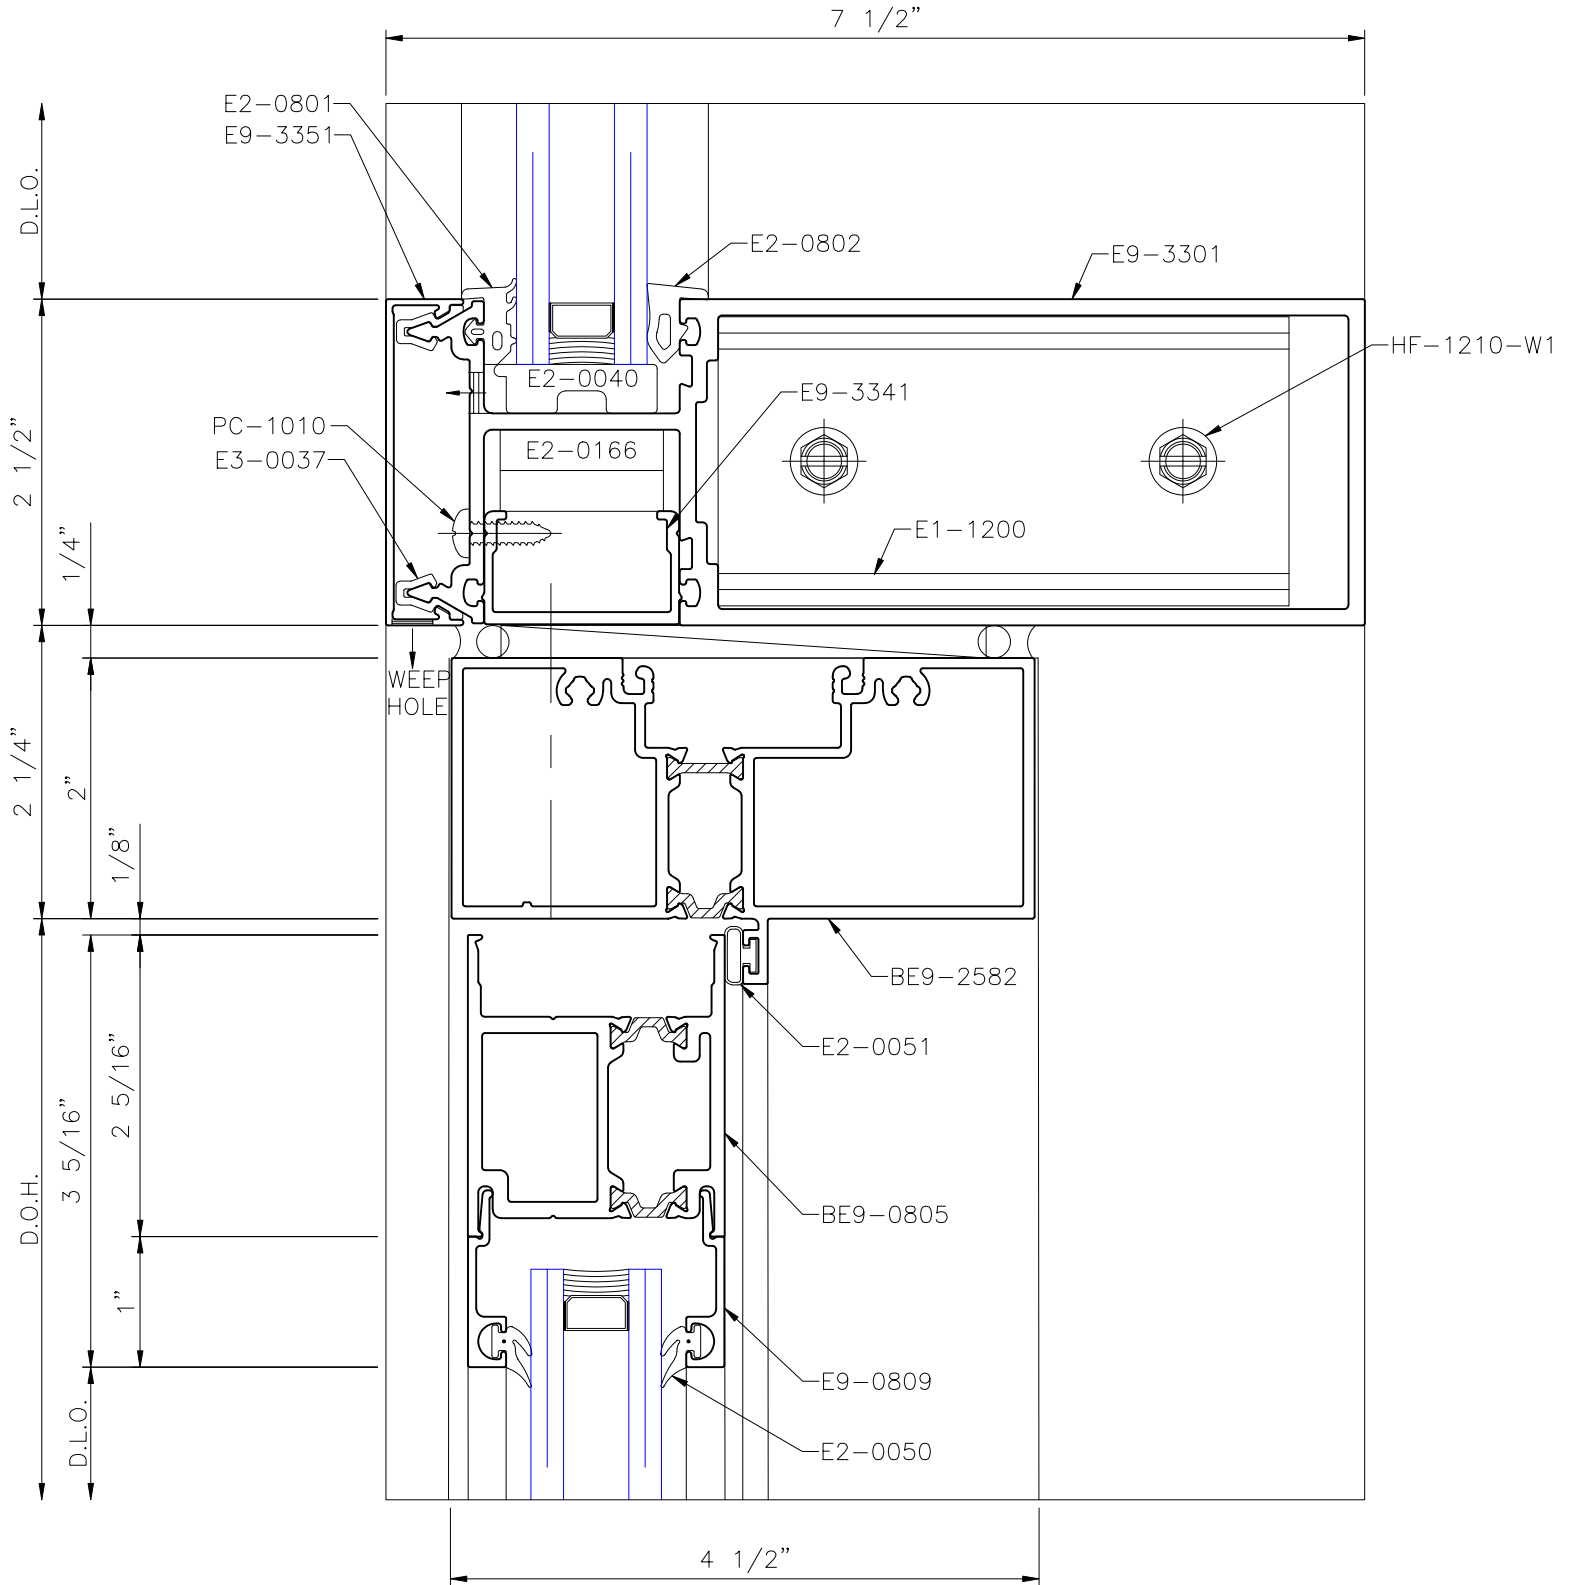 7 1/2”
E2-0801
E9-3351
D.L.O.
E2-0802
E9-3301
HF-1210-W1
E2-0040
E9-3341
PC-1010
E3-0037
E2-0166
2 1/2”
1/4”
E1-1200
WEEP
HOLE
2 1/4”
2”
1/8”
BE9-2582
E2-0051
2 5/16”
3 5/16”
D.O.H.
BE9-0805
1”
E9-0809
D.L.O.
E2-0050
4 1/2”